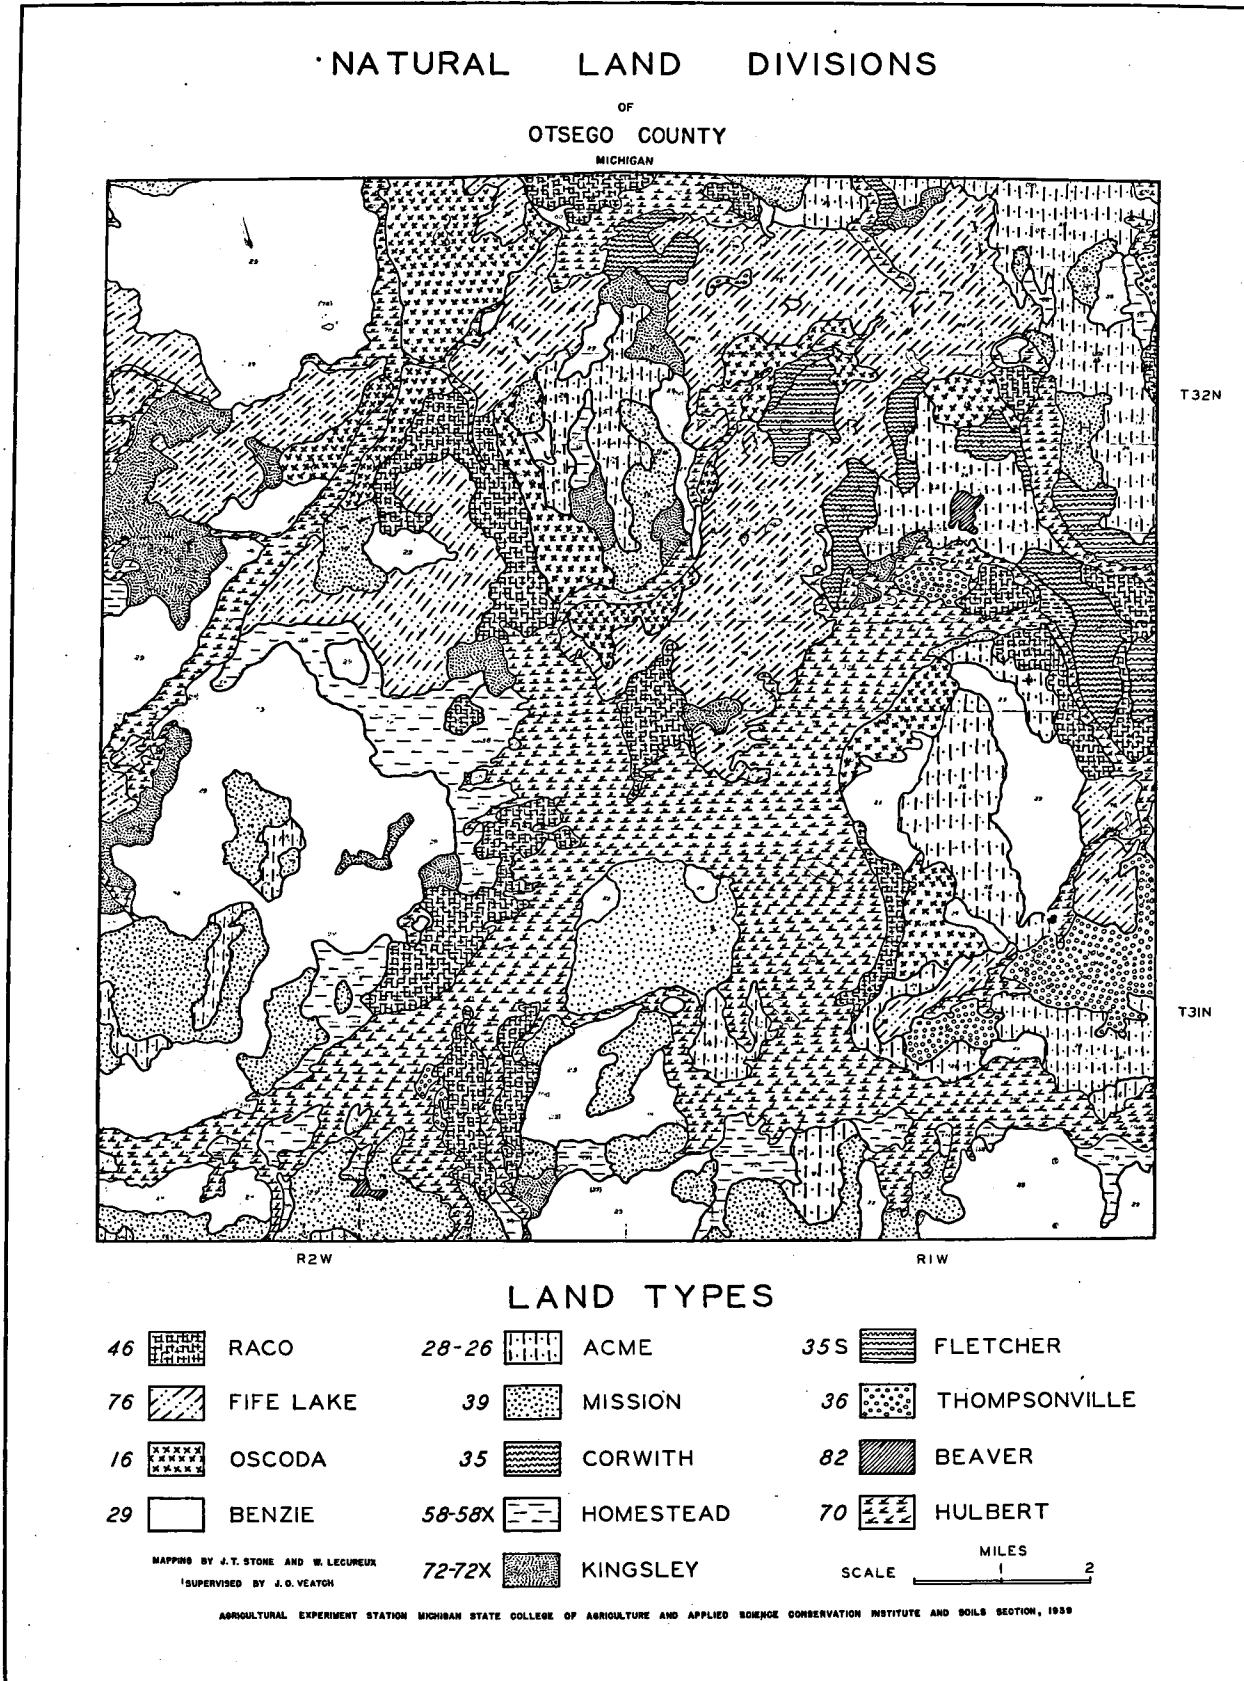 NATURAL LAND DIVISIONS
OF
OTSEGO COUNTY
MICHIGAN
T32N
T31N
R2W R1W
LAND TYPES
46 RACO 28-26 ACME 35S FLETCHER
76 FIFE LAKE 39 MISSION 36 THOMPSONVILLE
16 OSCODA 35 CORWITH 82 BEAVER
29 BENZIE 58-58X HOMESTEAD 70 HULBERT
72-72X KINGSLEY
MAPPING BY J.T. STONE AND W. LECUREUX
SUPERVISED BY J.O. VEATCH
MILES
SCALE 1 2
AGRICULTURAL EXPERIMENT STATION MICHIGAN STATE COLLEGE OF AGRICULTURE AND APPLIED SCIENCE CONSERVATION INSTITUTE AND SOILS SECTION, 1939